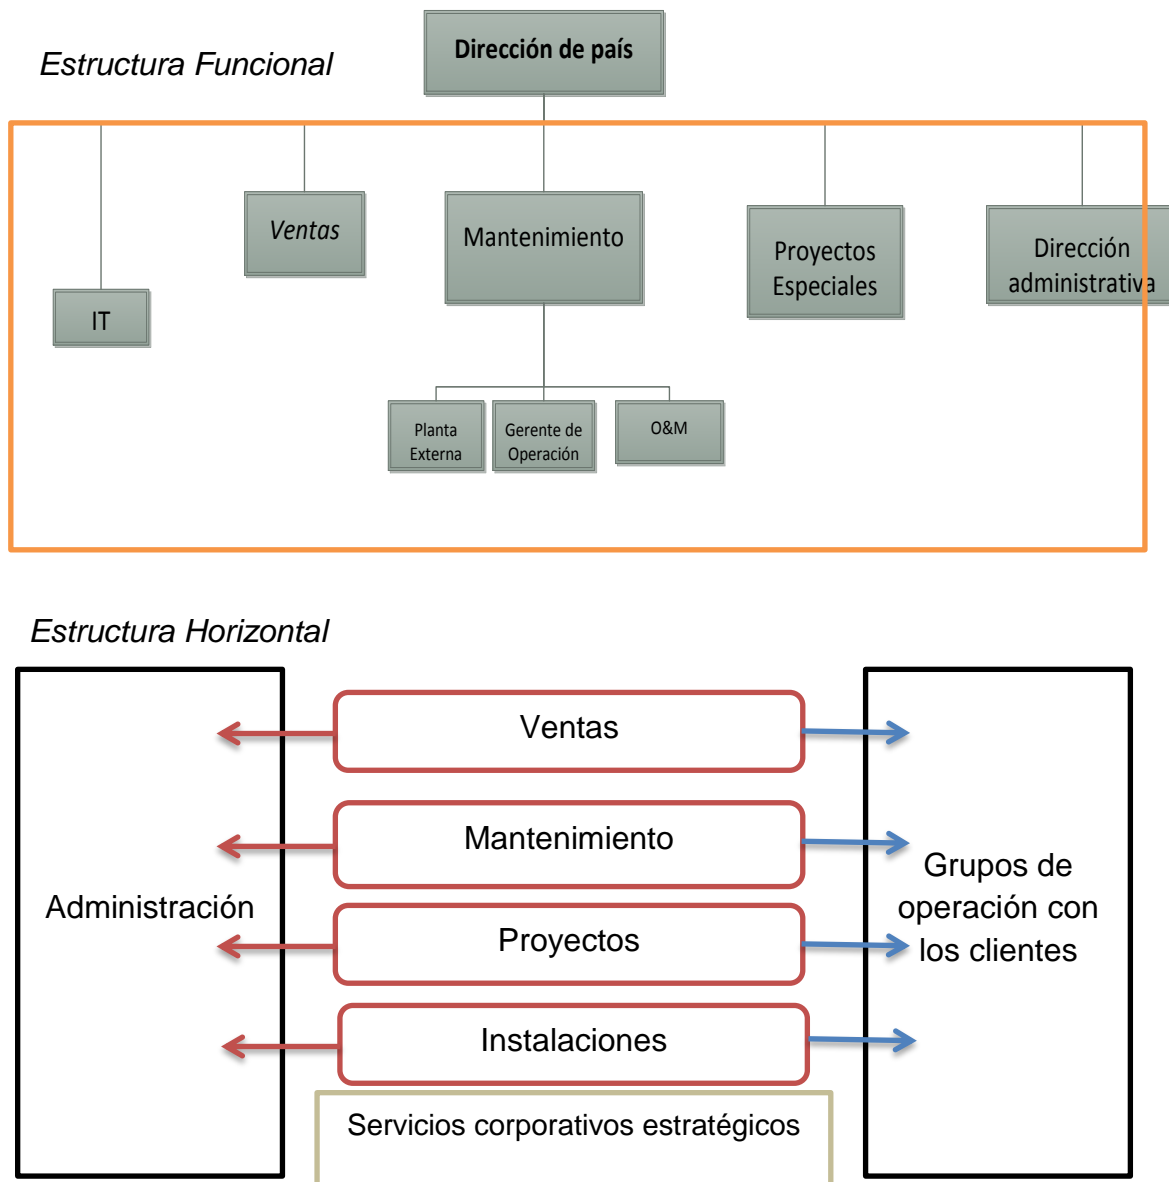 Estructura Funcional
Dirección de país
IT
Ventas
Mantenimiento
Proyectos
Especiales
Dirección
administrativa
Planta
Externa
Gerente de
Operación
O&M
Estructura Horizontal
Administración
Ventas
Mantenimiento
Proyectos
Instalaciones
Servicios corporativos estratégicos
Grupos de
operación con
los clientes